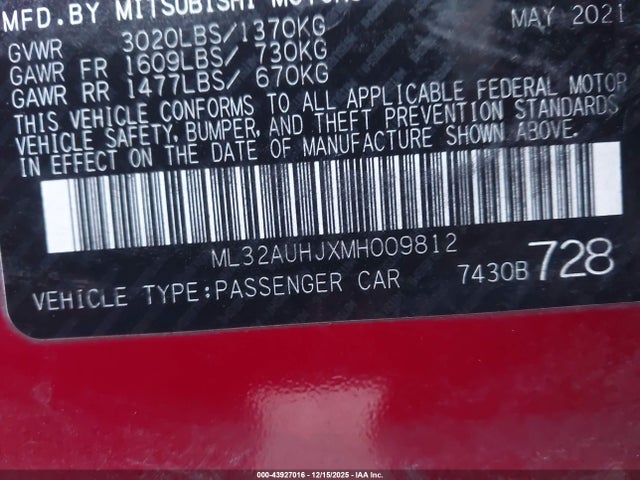 MFD. BY MITSUBISHI MOTORS
MAY 2021
GVWR 3020LBS/1370KG
GAWR FR 1609LBS/ 730KG
GAWR RR 1477LBS/ 670KG
THIS VEHICLE CONFORMS TO ALL APPLICABLE FEDERAL MOTOR
VEHICLE SAFETY, BUMPER, AND THEFT PREVENTION STANDARDS
IN EFFECT ON THE DATE OF MANUFACTURE SHOWN ABOVE.
ML32AUHJXMH009812
VEHICLE TYPE:PASSENGER CAR 7430B 728
000-43927016 - 12/15/2025 - IAA Inc.